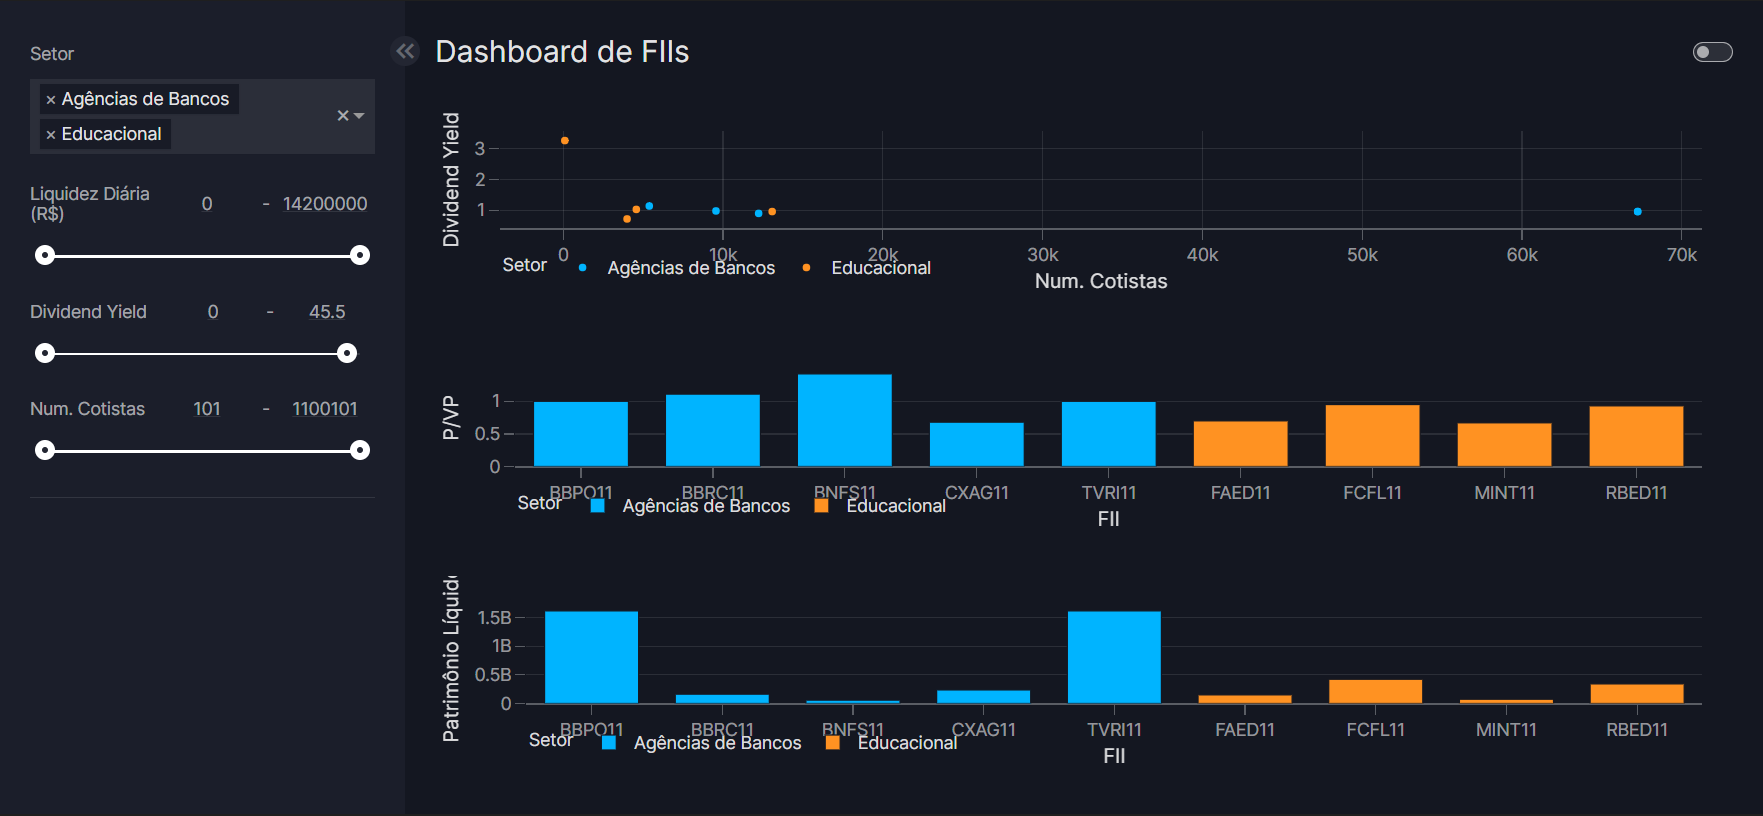 Setor
× Agências de Bancos
× Educacional
Liquidez Diária
(R$)
0 - 14200000
Dividend Yield 0 - 45.5
Num. Cotistas 101 - 1100101
Dashboard de FIIs
Dividend Yield
3
2
1
0 10k 20k 30k 40k 50k 60k 70k
Setor Agências de Bancos Educacional
Num. Cotistas
P/VP
1
0.5
0
BBPO11 BBRC11 BNFS11 CXAG11 TVRI11 FAED11 FCFL11 MINT11 RBED11
Setor Agências de Bancos Educacional
FII
Patrimônio Líquid
1.5B
1B
0.5B
0
BBPO11 BBRC11 BNFS11 CXAG11 TVRI11 FAED11 FCFL11 MINT11 RBED11
Setor Agências de Bancos Educacional
FII